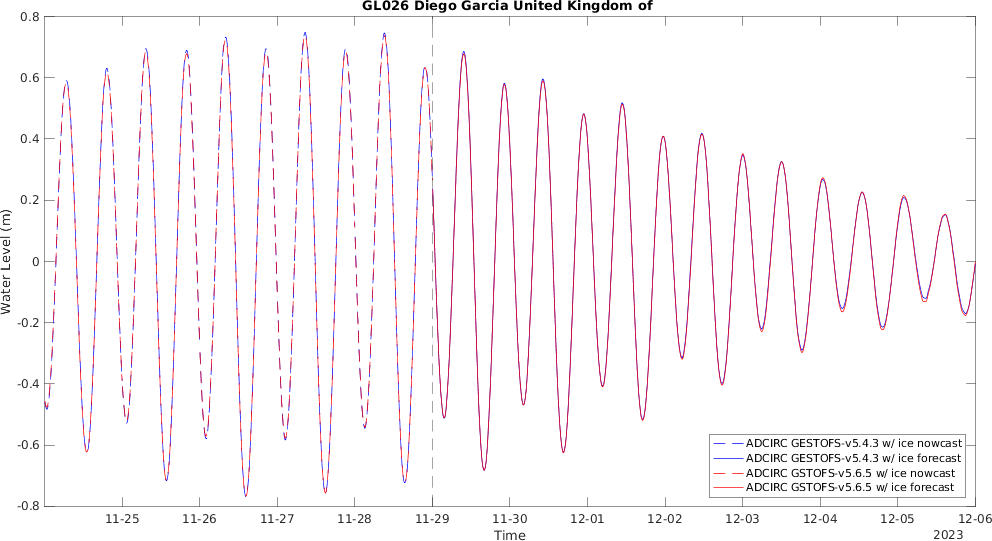 GL026 Diego Garcia United Kingdom of
0.8
0.6
0.4
0.2
0
-0.2
-0.4
-0.6
-0.8
Water Level (m)
ADCIRC GESTOFS-v5.4.3 w/ ice nowcast
ADCIRC GESTOFS-v5.4.3 w/ ice forecast
ADCIRC GSTOFS-v5.6.5 w/ ice nowcast
ADCIRC GSTOFS-v5.6.5 w/ ice forecast
11-25 11-26 11-27 11-28 11-29 11-30 12-01 12-02 12-03 12-04 12-05 12-06
Time
2023